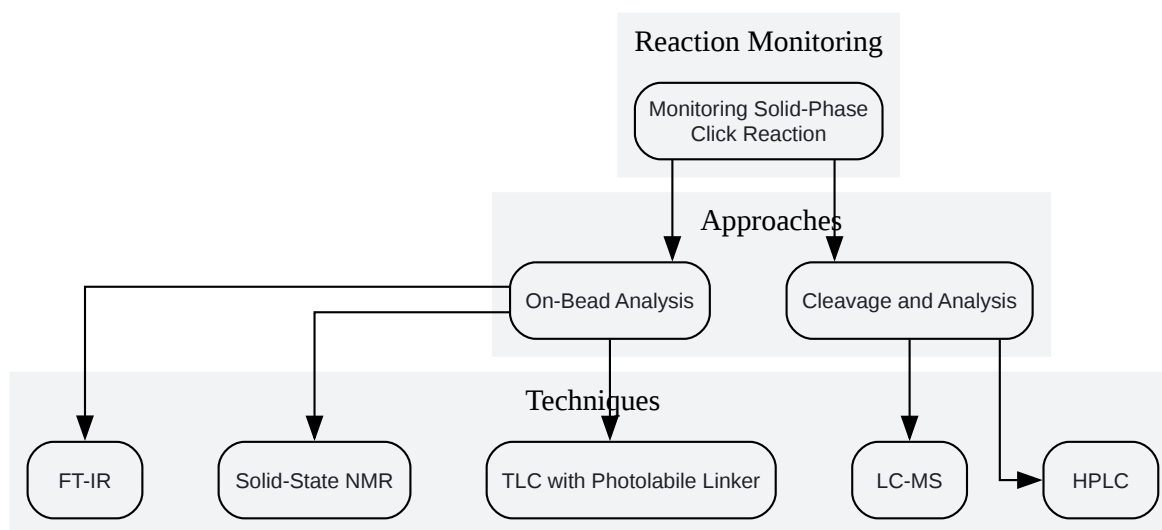 Reaction Monitoring
Monitoring Solid-Phase
Click Reaction
Approaches
On-Bead Analysis
Cleavage and Analysis
Techniques
FT-IR
Solid-State NMR
TLC with Photolabile Linker
LC-MS
HPLC